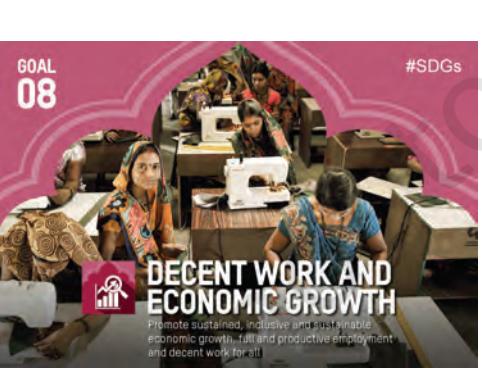 GOAL
08
#SDGs
DECENT WORK AND
ECONOMIC GROWTH
Promote sustained, inclusive and sustainable
economic growth, full and productive employment
and decent work for all